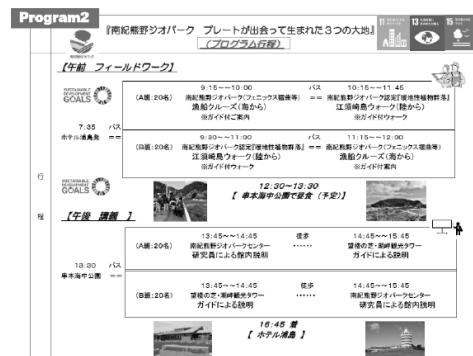 Program2
『南紀熊野ジオパーク プレートが出会って生まれた３つの大地』
(プログラム行程)
11
13
15
【午前 フィールドワーク】
SUSTAINABLE DEVELOPMENT
GOALS
9:15～～10:00 バス 10:15～～11:45
(A班:20名) 南紀熊野ジオパーク(フェニックス褶曲等) == 南紀熊野ジオパーク認定『暖地性植物群落』
漁船クルーズ(海から) 江須崎島ウォーク(陸から)
※ガイド付ご案内 ※ガイド付ウォーク
7:35 バス
ホテル浦島発 ==
9:30～～11:00 バス 11:15～～12:00
(B班:20名) 南紀熊野ジオパーク認定『暖地性植物群落』 == 南紀熊野ジオパーク(フェニックス褶曲等)
江須崎島ウォーク(陸から) 漁船クルーズ(海から)
※ガイド付ウォーク ※ガイド付案内
行
程
SUSTAINABLE DEVELOPMENT
GOALS
12:30～13:30
【 串本海中公園で昼食（予定）】
【午後 講義 】
13:45～～14:45 徒歩 14:45～～15:45
(A班:20名) 南紀熊野ジオパークセンター ‥‥‥ 望楼の芝・潮岬観光タワー
研究員による館内説明 ガイドによる説明
13:30 バス
串本海中公園 ==
13:45～～14:45 徒歩 14:45～～15:45
(B班:20名) 望楼の芝・潮岬観光タワー ‥‥‥ 南紀熊野ジオパークセンター
ガイドによる説明 研究員による館内説明
16:45 着
【 ホテル浦島 】